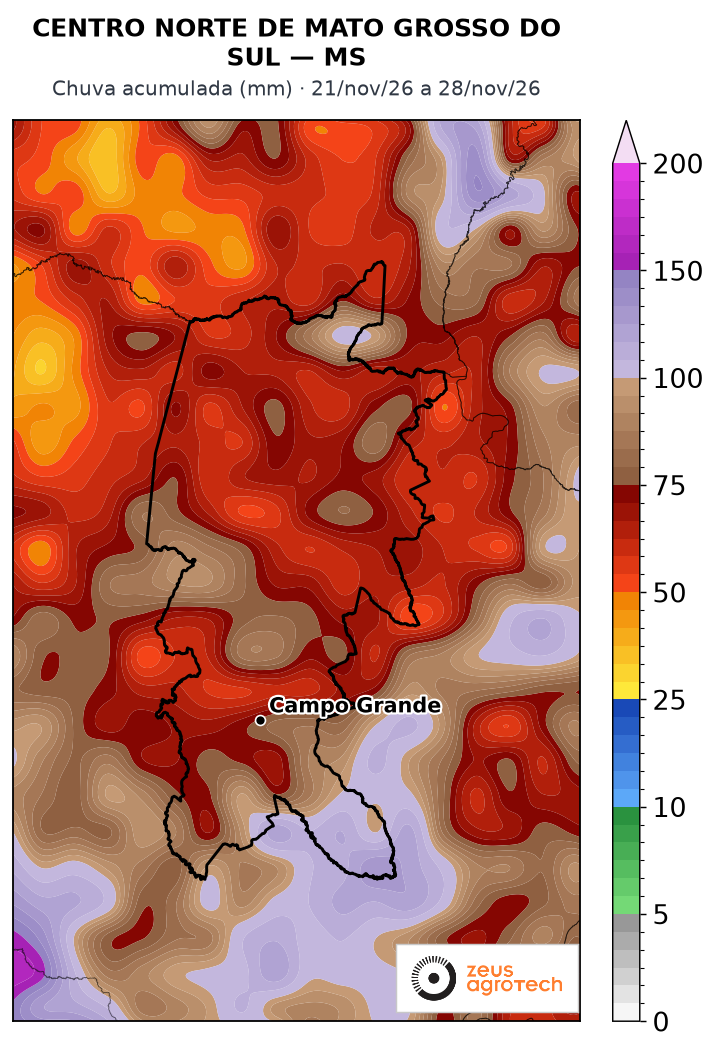 CENTRO NORTE DE MATO GROSSO DO
SUL — MS
Chuva acumulada (mm) · 21/nov/26 a 28/nov/26
200
150
100
75
50
25
10
5
0
Campo Grande
zeus
agrotech